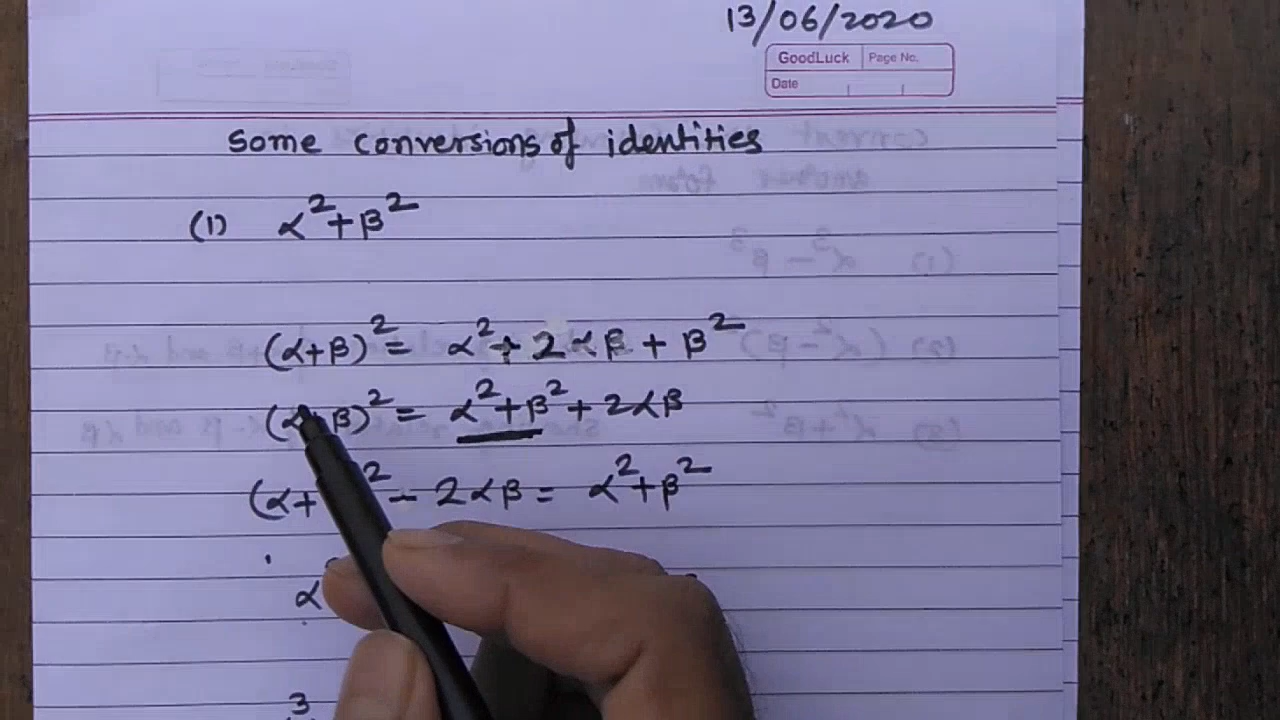 13/06/2020
GoodLuck Page No.
Date
Some conversions of identities
(1) α²+β²
(α+β)² = α²+2αβ+β²
(α+β)² = α²+β²+2αβ
(α+ ² - 2αβ = α²+β²
α
3